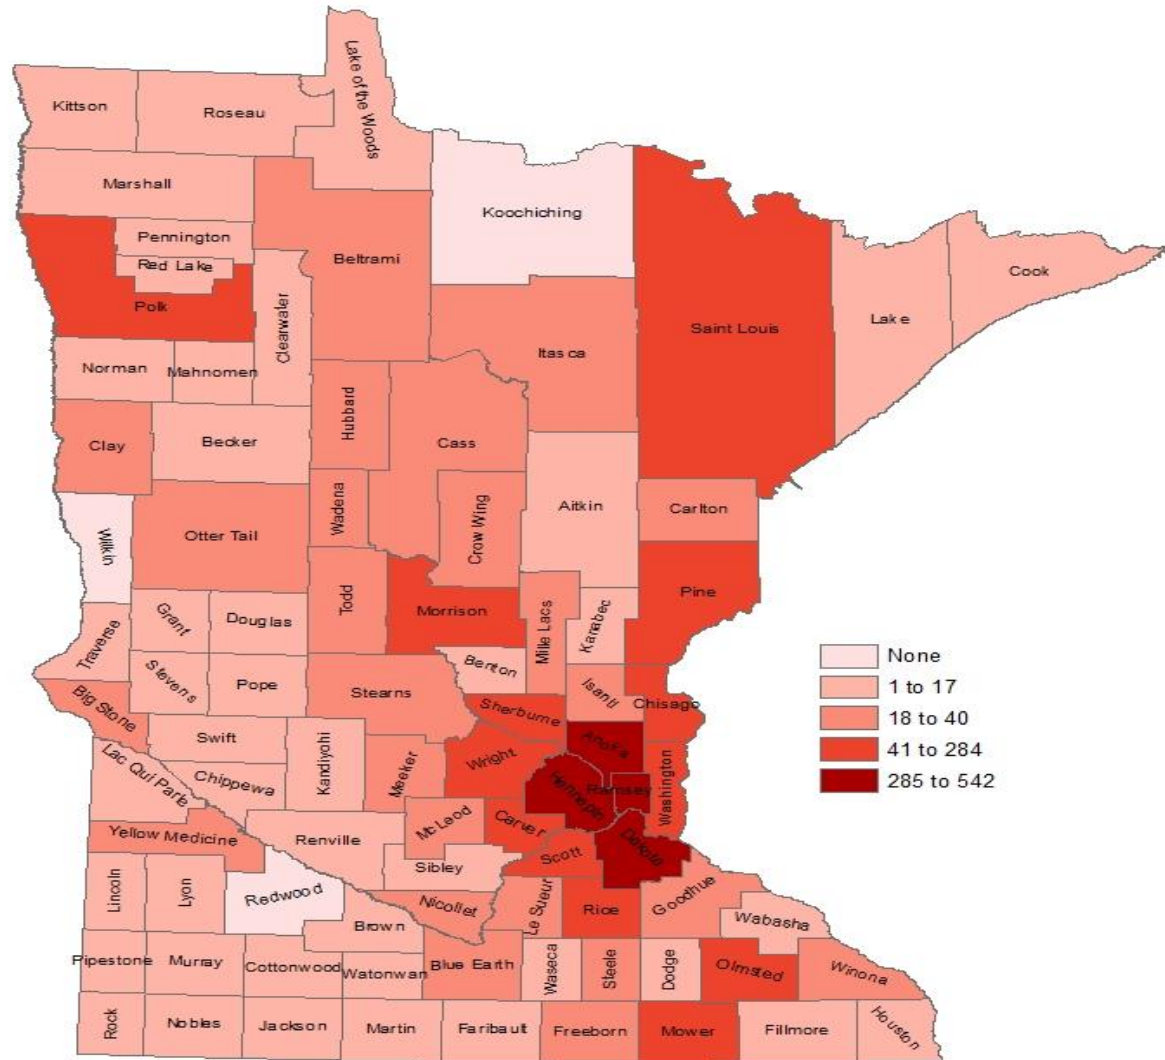 Lake of the Woods
Kittson
Roseau
Marshall
Koochiching
Pennington
Red Lake
Beltrami
Polk
Clearwater
Cook
Lake
Saint Louis
Itasca
Norman
Mahnomen
Hubbard
Clay
Becker
Cass
Wadena
Crow Wing
Aitkin
Carlton
Wilkin
Otter Tail
Todd
Morrison
Mille Lacs
Kanabec
Pine
Traverse
Grant
Douglas
Benton
Stevens
Pope
Stearns
Isanti
Chisago
Big Stone
Sherburne
Swift
Anoka
Lac Qui Parle
Chippewa
Kandiyohi
Meeker
Wright
Hennepin
Ramsey
Washington
None
1 to 17
18 to 40
41 to 284
285 to 542
Yellow Medicine
Renville
McLeod
Carver
Scott
Dakota
Sibley
Lincoln
Lyon
Redwood
Nicollet
Le Sueur
Rice
Goodhue
Wabasha
Brown
Pipestone
Murray
Cottonwood
Watonwan
Blue Earth
Waseca
Steele
Dodge
Olmsted
Winona
Rock
Nobles
Jackson
Martin
Faribault
Freeborn
Mower
Fillmore
Houston